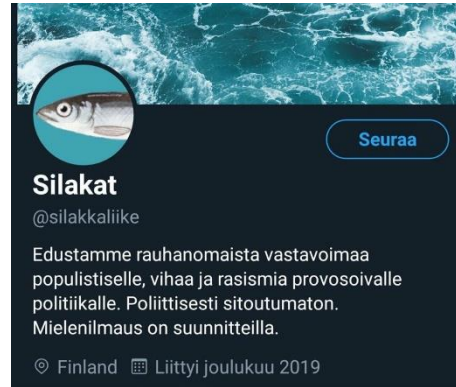 Seuraa
Silakat
@silakkaliike
Edustamme rauhanomaista vastavoimaa
populistiselle, vihaa ja rasismia provosoivalle
politiikalle. Poliittisesti sitoutumaton.
Mielenilmaus on suunnitteilla.
Finland Liittyi joulukuu 2019